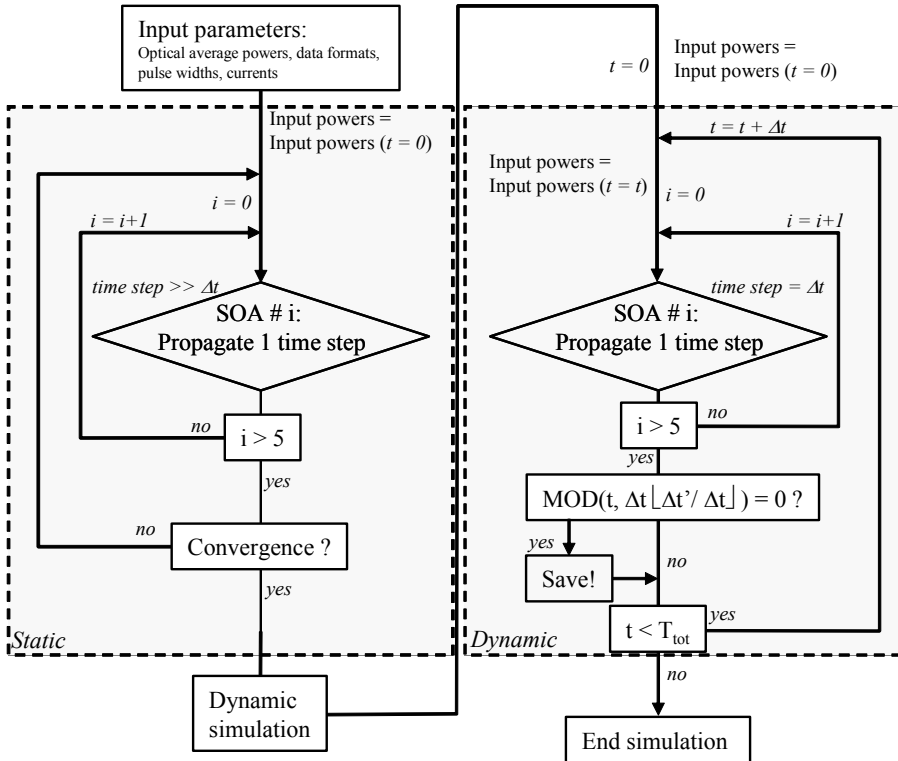 Input parameters:
Optical average powers, data formats,
pulse widths, currents
Input powers =
Input powers (t = 0)
i = 0
i = i+1
time step >> Δt
SOA # i:
Propagate 1 time step
no
i > 5
yes
no
Convergence ?
yes
Static
Dynamic
simulation
t = 0
Input powers =
Input powers (t = 0)
t = t + Δt
Input powers =
Input powers (t = t)
i = 0
i = i+1
time step = Δt
SOA # i:
Propagate 1 time step
i > 5
no
yes
MOD(t, Δt⌊Δt’/ Δt⌋ ) = 0 ?
yes
no
Save!
t < Ttot
yes
Dynamic
no
End simulation